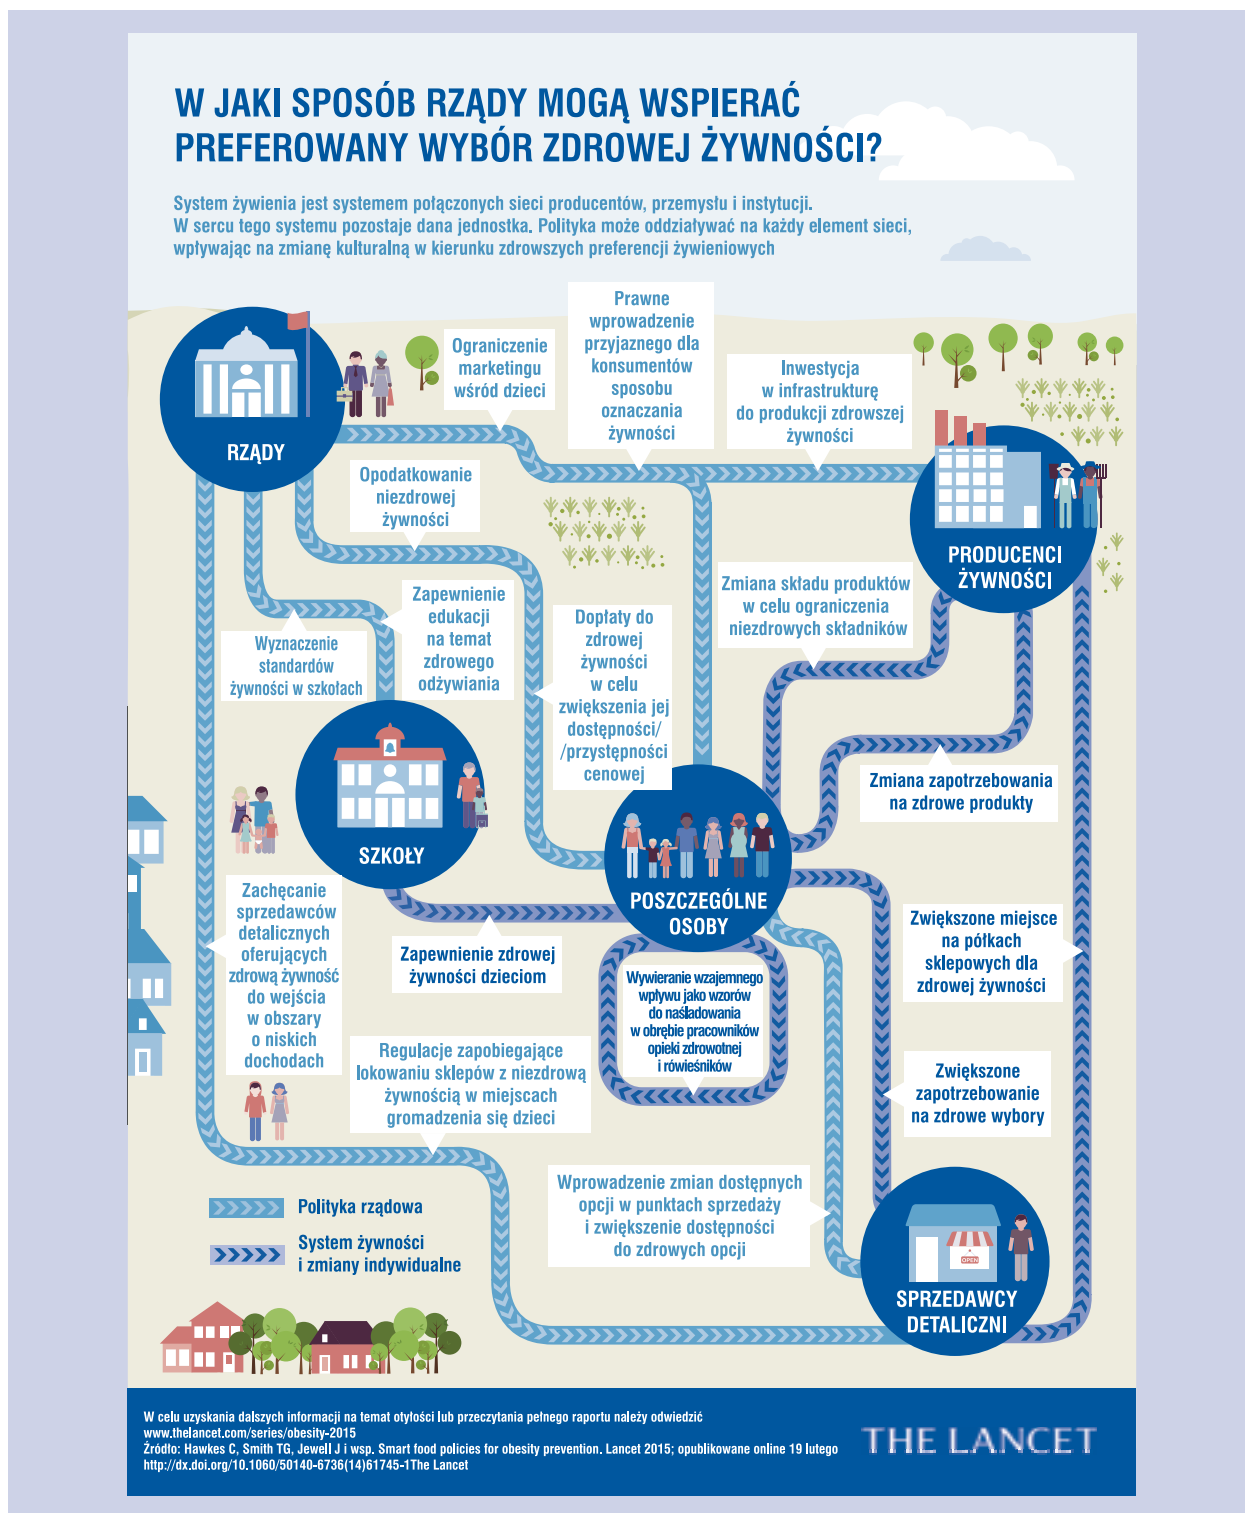 W JAKI SPOSÓB RZĄDY MOGĄ WSPIERAĆ
PREFEROWANY WYBÓR ZDROWEJ ŻYWNOŚCI?
System żywienia jest systemem połączonych sieci producentów, przemysłu i instytucji.
W sercu tego systemu pozostaje dana jednostka. Polityka może oddziaływać na każdy element sieci,
wpływając na zmianę kulturalną w kierunku zdrowszych preferencji żywieniowych
Prawne
wprowadzenie
przyjaznego dla
konsumentów
sposobu
oznaczania
żywności
Ograniczenie
marketingu
wśród dzieci
Inwestycja
w infrastrukturę
do produkcji zdrowszej
żywności
RZĄDY
Opodatkowanie
niezdrowej
żywności
PRODUCENCI
ŻYWNOŚCI
Zmiana składu produktów
w celu ograniczenia
niezdrowych składników
Zapewnienie
edukacji
na temat
zdrowego
odżywiania
Dopłaty do
zdrowej
żywności
w celu
zwiększenia jej
dostępności/
/przystępności
cenowej
Wyznaczenie
standardów
żywności w szkołach
Zmiana zapotrzebowania
na zdrowe produkty
SZKOŁY
POSZCZEGÓLNE
OSOBY
Zachęcanie
sprzedawców
detalicznych
oferujących
zdrową żywność
do wejścia
w obszary
o niskich
dochodach
Zapewnienie zdrowej
żywności dzieciom
Zwiększone miejsce
na półkach
sklepowych dla
zdrowej żywności
Wywieranie wzajemnego
wpływu jako wzorów
do naśladowania
w obrębie pracowników
opieki zdrowotnej
i rówieśników
Regulacje zapobiegające
lokowaniu sklepów z niezdrową
żywnością w miejscach
gromadzenia się dzieci
Zwiększone
zapotrzebowanie
na zdrowe wybory
Wprowadzenie zmian dostępnych
opcji w punktach sprzedaży
i zwiększenie dostępności
do zdrowych opcji
Polityka rządowa
System żywności
i zmiany indywidualne
OPEN
SPRZEDAWCY
DETALICZNI
W celu uzyskania dalszych informacji na temat otyłości lub przeczytania pełnego raportu należy odwiedzić
www.thelancet.com/series/obesity-2015
Źródło: Hawkes C, Smith TG, Jewell J i wsp. Smart food policies for obesity prevention. Lancet 2015; opublikowane online 19 lutego
http://dx.doi.org/10.1060/50140-6736(14)61745-1The Lancet
THE LANCET